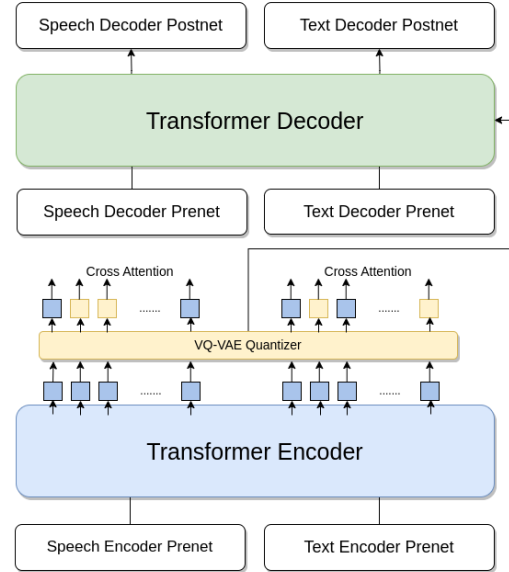 Speech Decoder Postnet
Text Decoder Postnet
Transformer Decoder
Speech Decoder Prenet
Text Decoder Prenet
Cross Attention
Cross Attention
.......
.......
VQ-VAE Quantizer
.......
.......
Transformer Encoder
Speech Encoder Prenet
Text Encoder Prenet